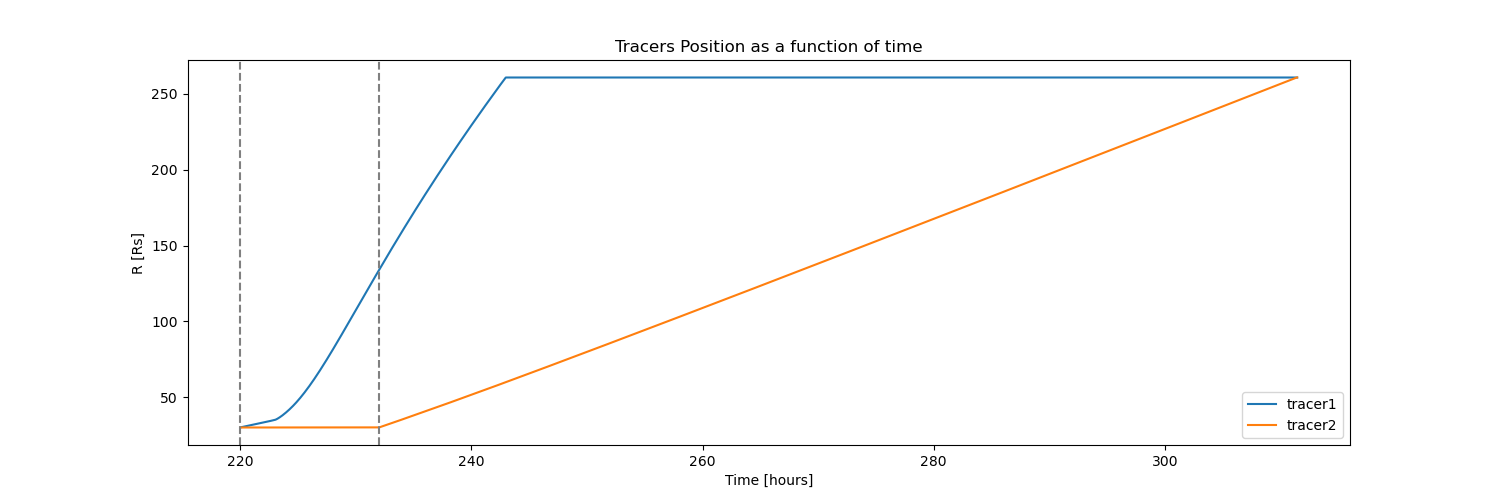 Tracers Position as a function of time
250
200
150
100
50
R [Rs]
220 240 260 280 300
Time [hours]
tracer1
tracer2